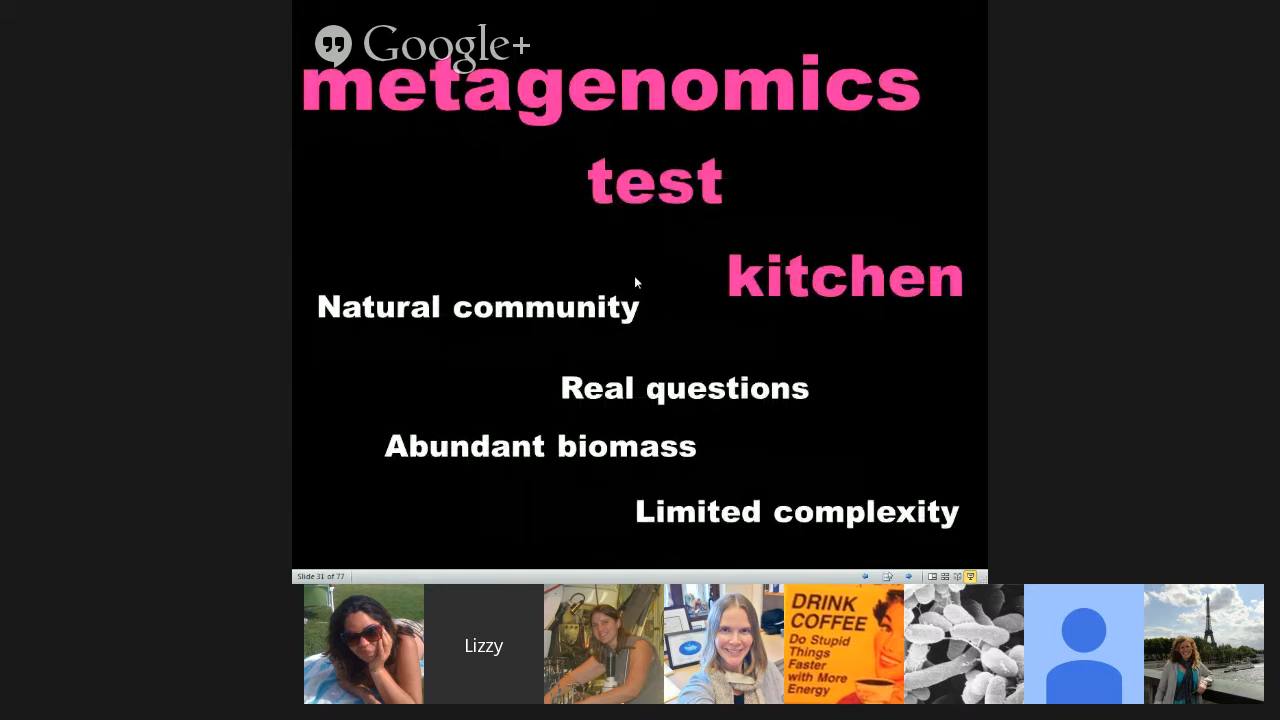 Google+
metagenomics
test
kitchen
Natural community
Real questions
Abundant biomass
Limited complexity
Slide 31 of 77
Lizzy
DRINK
COFFEE
Do Stupid
Things
Faster
with More
Energy